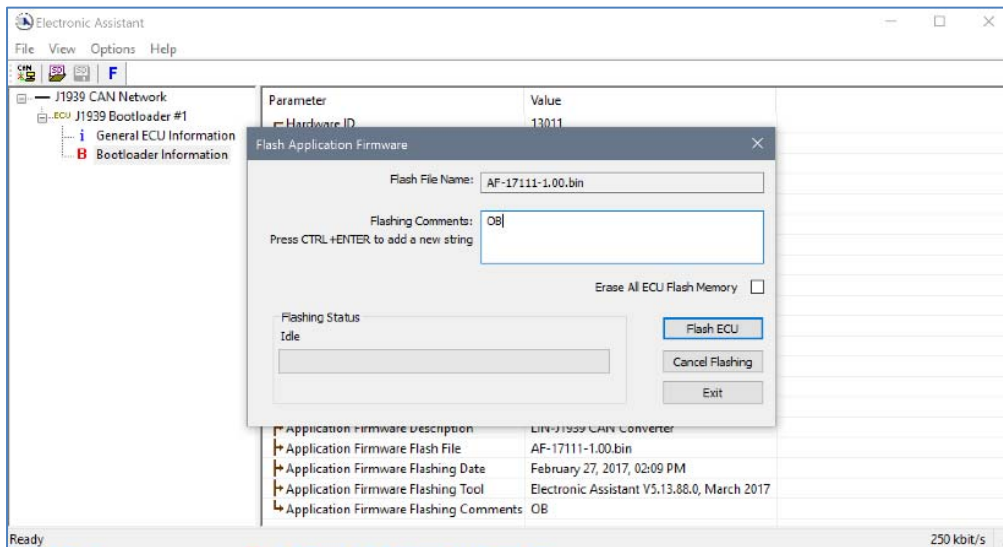 Electronic Assistant
File View Options Help
CAN
F
J1939 CAN Network
ECU J1939 Bootloader #1
i General ECU Information
B Bootloader Information
Parameter Value
Hardware ID 13011
Flash Application Firmware
Flash File Name: AF-17111-1.00.bin
Flashing Comments: OB
Press CTRL+ENTER to add a new string
Erase All ECU Flash Memory
Flashing Status
Idle
Flash ECU
Cancel Flashing
Exit
Application Firmware Description LIN-J1939 CAN Converter
Application Firmware Flash File AF-17111-1.00.bin
Application Firmware Flashing Date February 27, 2017, 02:09 PM
Application Firmware Flashing Tool Electronic Assistant V5.13.88.0, March 2017
Application Firmware Flashing Comments OB
Ready 250 kbit/s